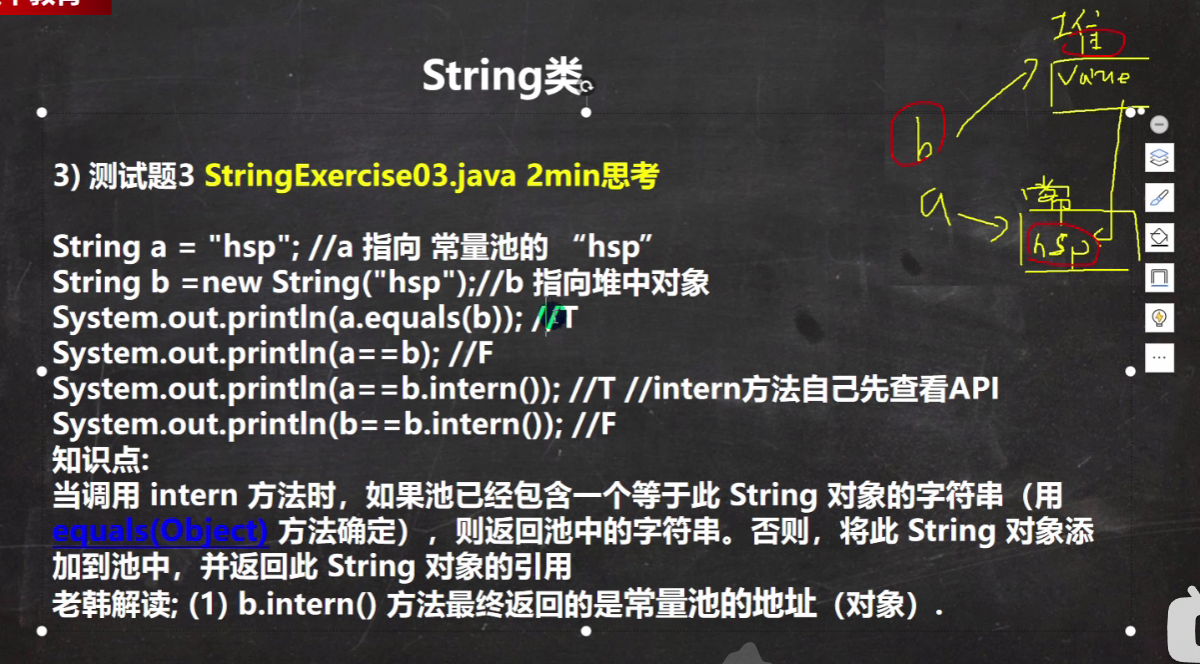 String类
3) 测试题3 StringExercise03.java 2min思考
String a = "hsp"; //a 指向 常量池的 “hsp”
String b =new String("hsp");//b 指向堆中对象
System.out.println(a.equals(b)); //T
System.out.println(a==b); //F
System.out.println(a==b.intern()); //T //intern方法自己先查看API
System.out.println(b==b.intern()); //F
知识点:
当调用 intern 方法时，如果池已经包含一个等于此 String 对象的字符串（用
equals(Object) 方法确定），则返回池中的字符串。否则，将此 String 对象添
加到池中，并返回此 String 对象的引用
老韩解读; (1) b.intern() 方法最终返回的是常量池的地址（对象）.
value
b
a
常
hsp